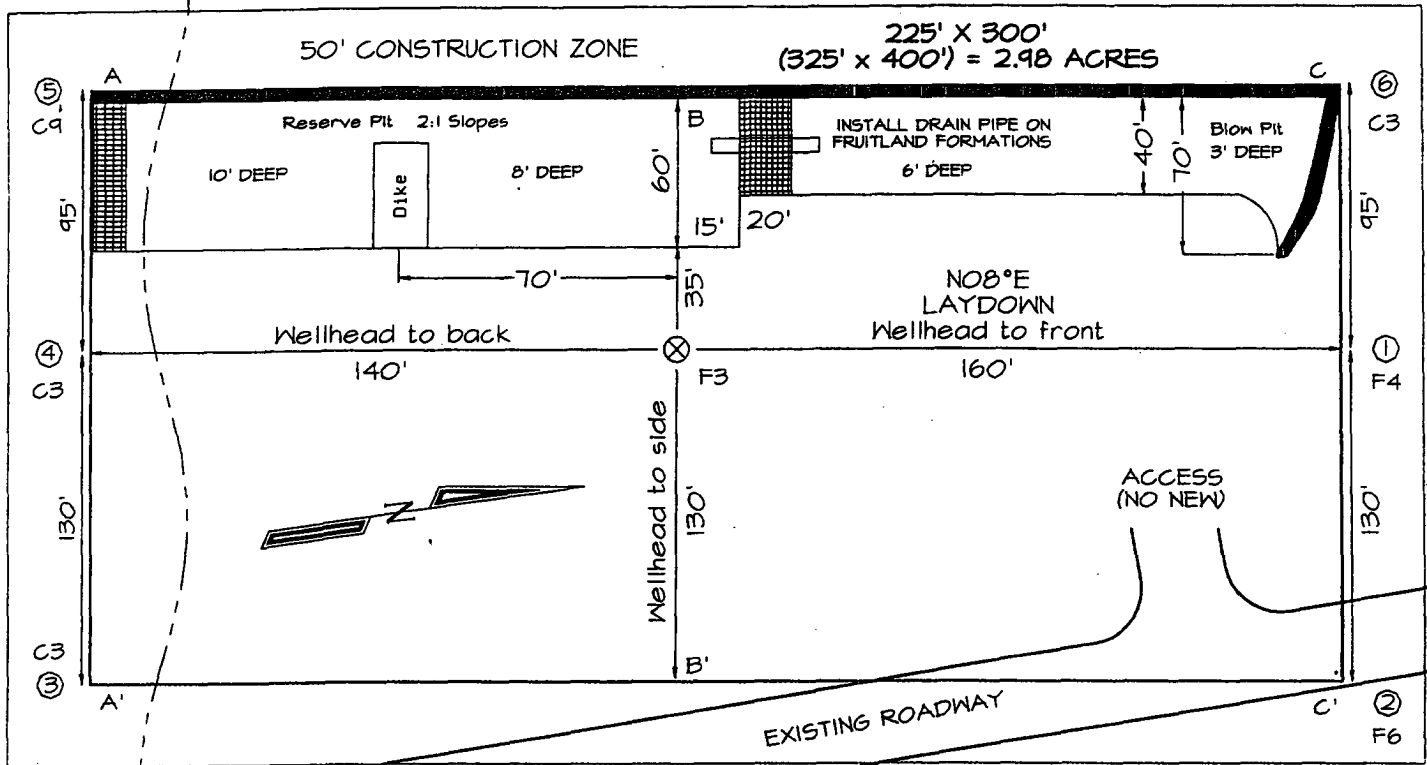 50' CONSTRUCTION ZONE
225' X 300'
(325' x 400') = 2.98 ACRES
A
C
5
C9
6
C3
Reserve Pit 2:1 Slopes
B
INSTALL DRAIN PIPE ON
FRUITLAND FORMATIONS
6' DEEP
Blow Pit
3' DEEP
10' DEEP
8' DEEP
Dike
60'
40'
70'
95'
95'
15'
20'
70'
35'
N08°E
LAYDOWN
Wellhead to back
Wellhead to front
4
C3
140'
F3
160'
1
F4
Wellhead to side
130'
130'
130'
N
ACCESS
(NO NEW)
C3
3
A'
B'
C'
2
F6
EXISTING ROADWAY